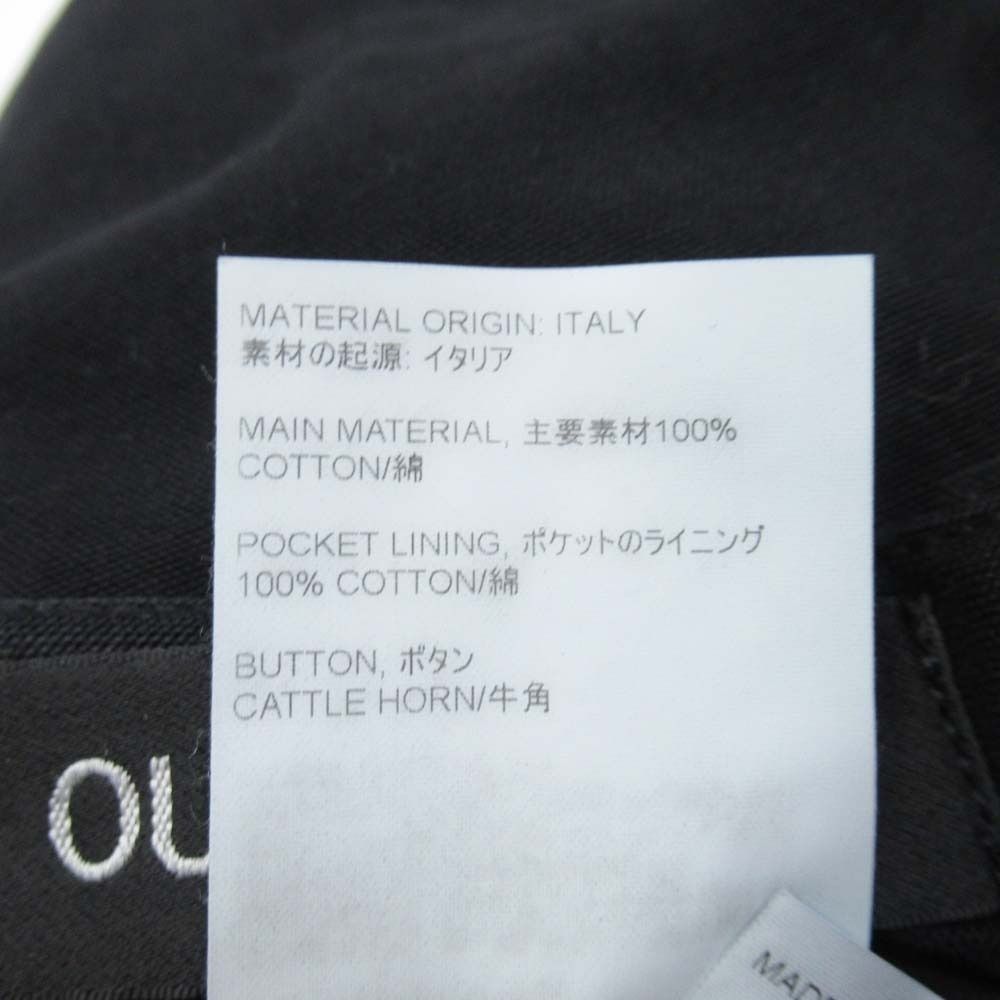 MATERIAL ORIGIN: ITALY
素材の起源: イタリア
MAIN MATERIAL, 主要素材100%
COTTON/綿
POCKET LINING, ポケットのライニング
100% COTTON/綿
BUTTON, ボタン
CATTLE HORN/牛角
OU
MADE